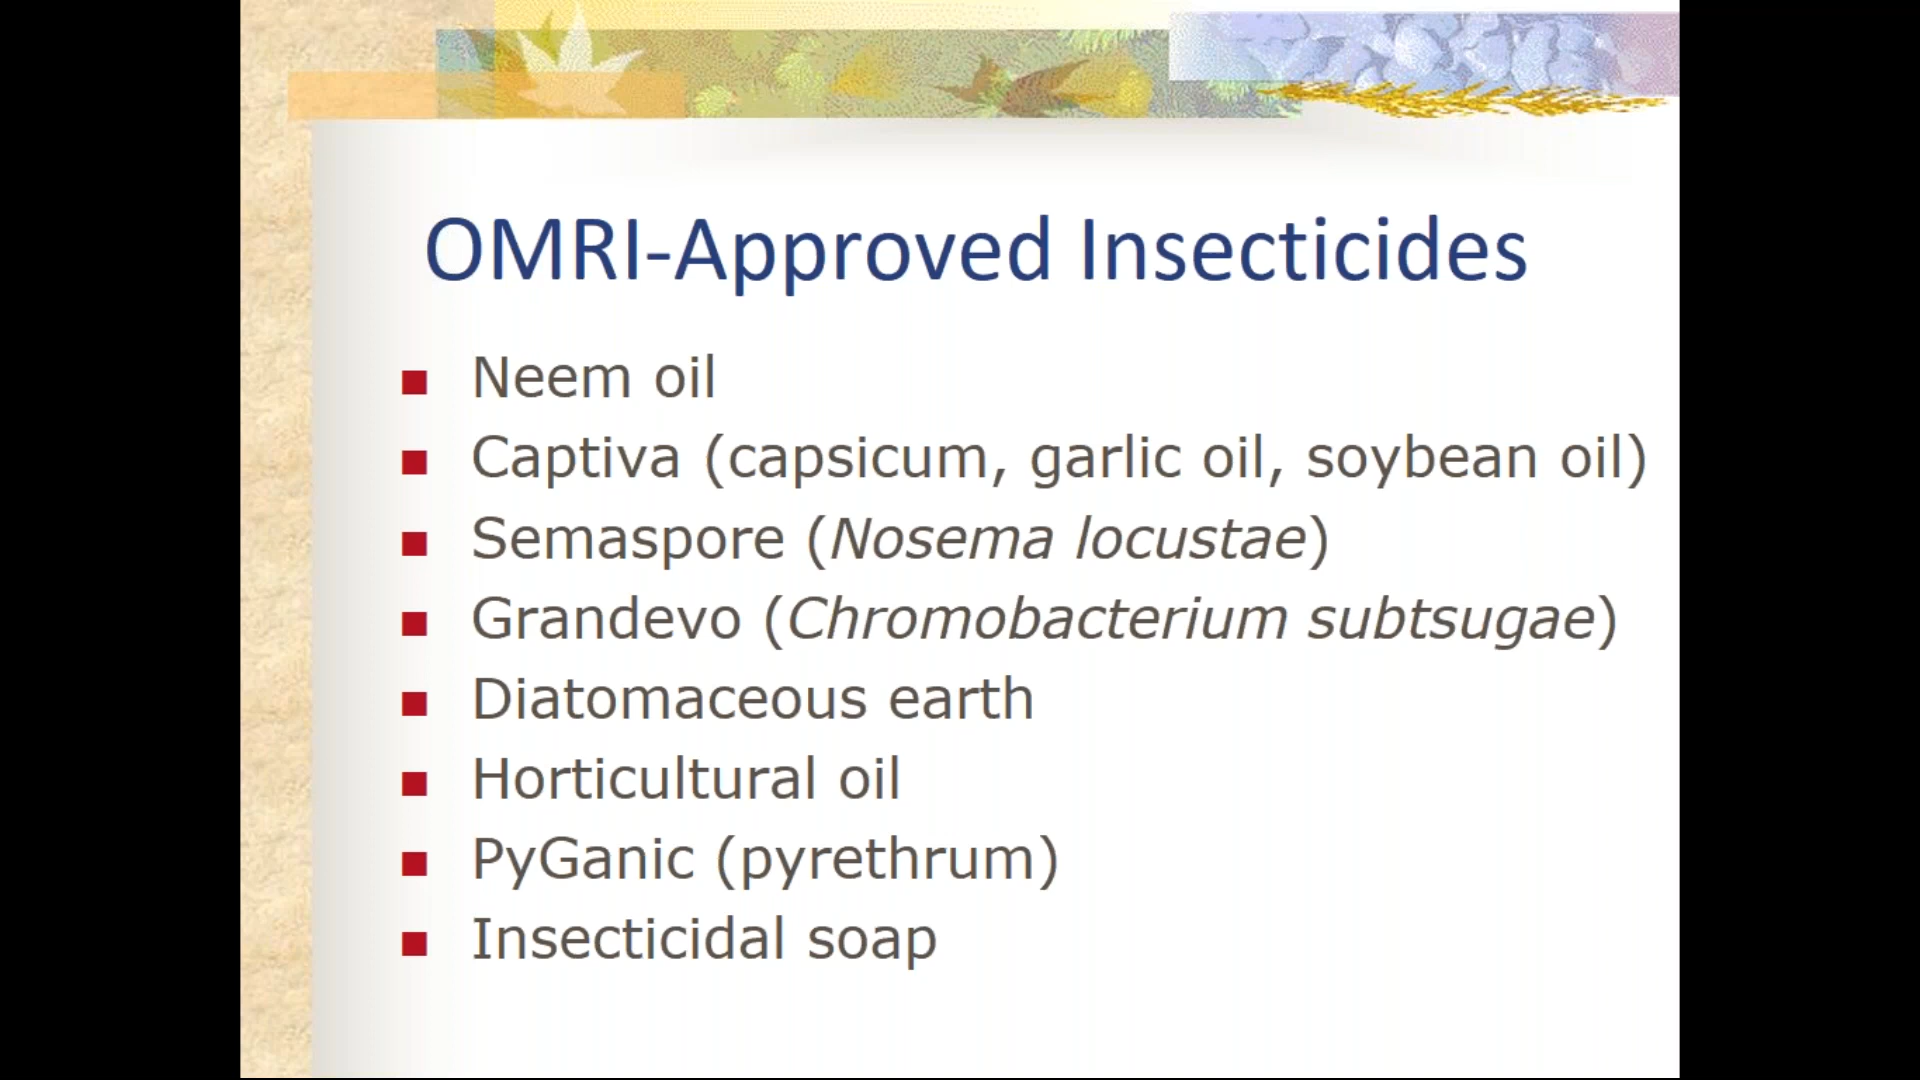 OMRI-Approved Insecticides
Neem oil
Captiva (capsicum, garlic oil, soybean oil)
Semaspore (Nosema locustae)
Grandevo (Chromobacterium subtsugae)
Diatomaceous earth
Horticultural oil
PyGanic (pyrethrum)
Insecticidal soap